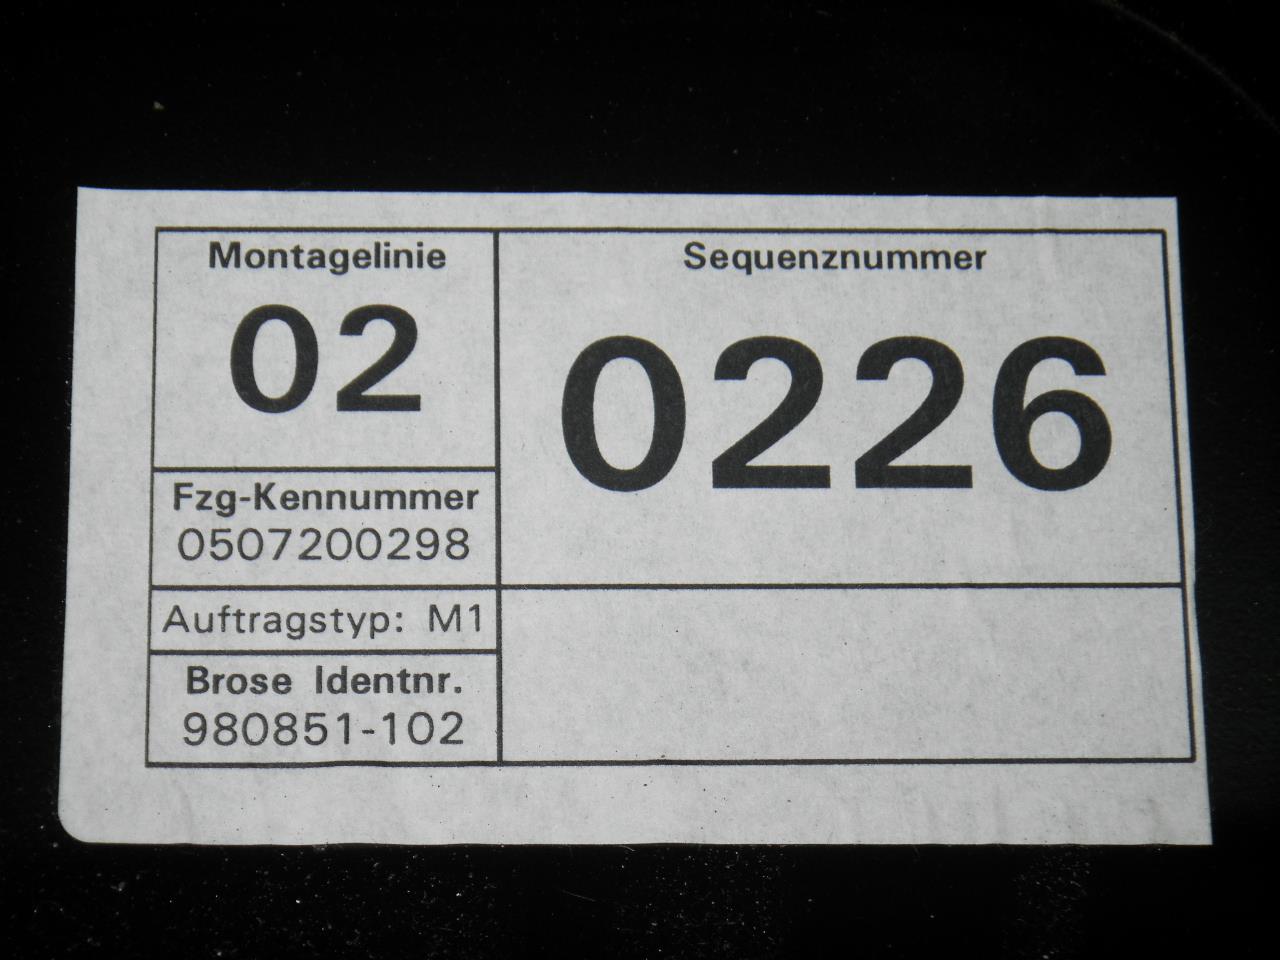 Montagelinie
02
Sequenznummer
0226
Fzg-Kennummer
0507200298
Auftragstyp: M1
Brose Identnr.
980851-102